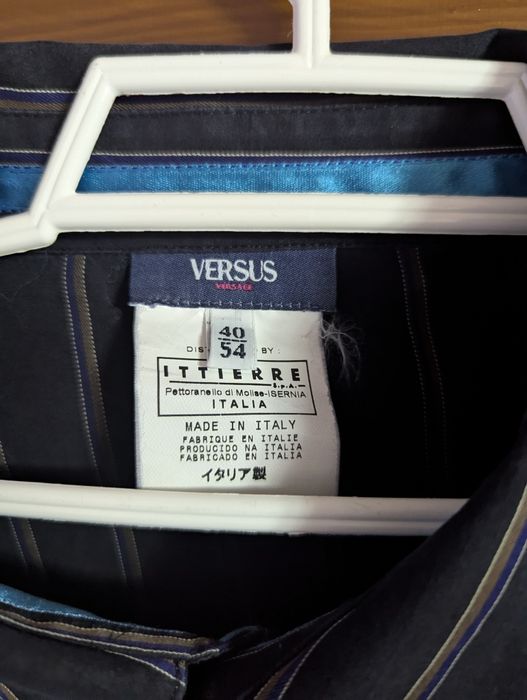 VERSUS
VERSACE
40
54
DIS BY :
ITTIERRE
S.p.A.
Pettoranello di Molise-ISERNIA
ITALIA
MADE IN ITALY
FABRIQUE EN ITALIE
PRODUCIDO NA ITALIA
FABRICADO EN ITALIA
イタリア製